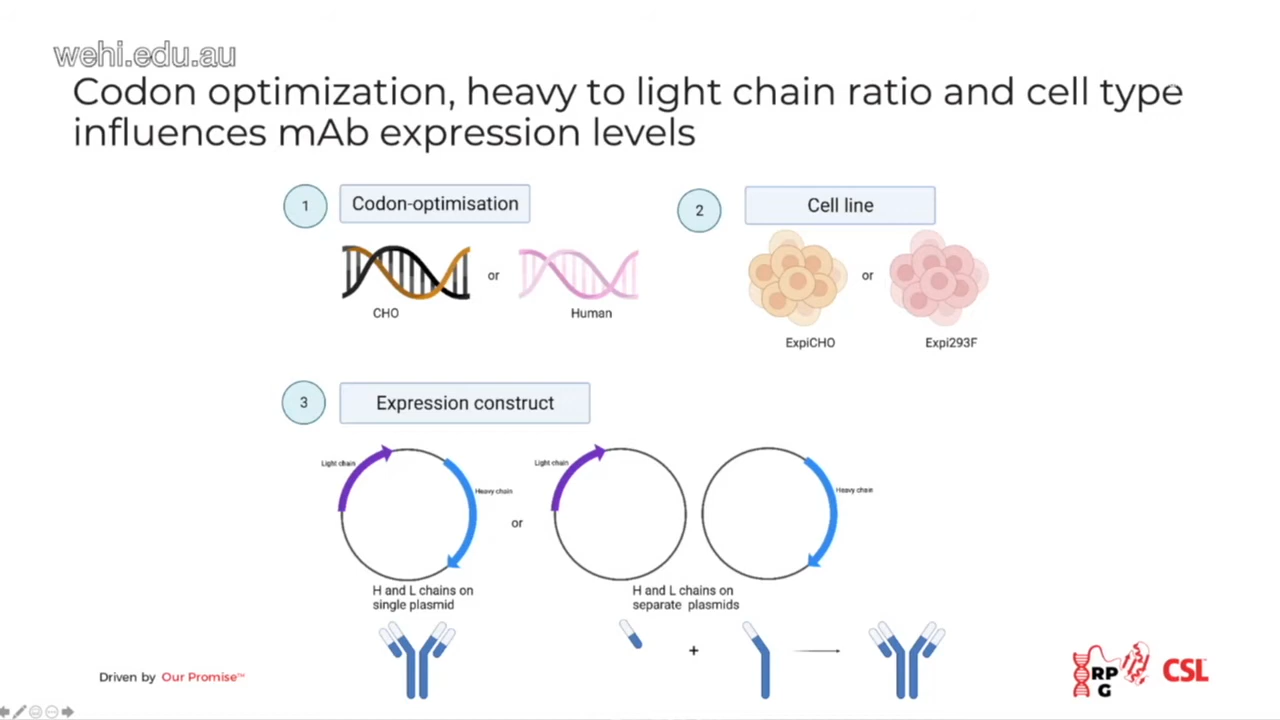 wehi.edu.au
Codon optimization, heavy to light chain ratio and cell type
influences mAb expression levels
1
Codon-optimisation
CHO
or
Human
2
Cell line
ExpiCHO
or
Expi293F
3
Expression construct
Light chain
Heavy chain
H and L chains on
single plasmid
or
Light chain
Heavy chain
H and L chains on
separate plasmids
+
Driven by Our Promise™
RP
G
CSL